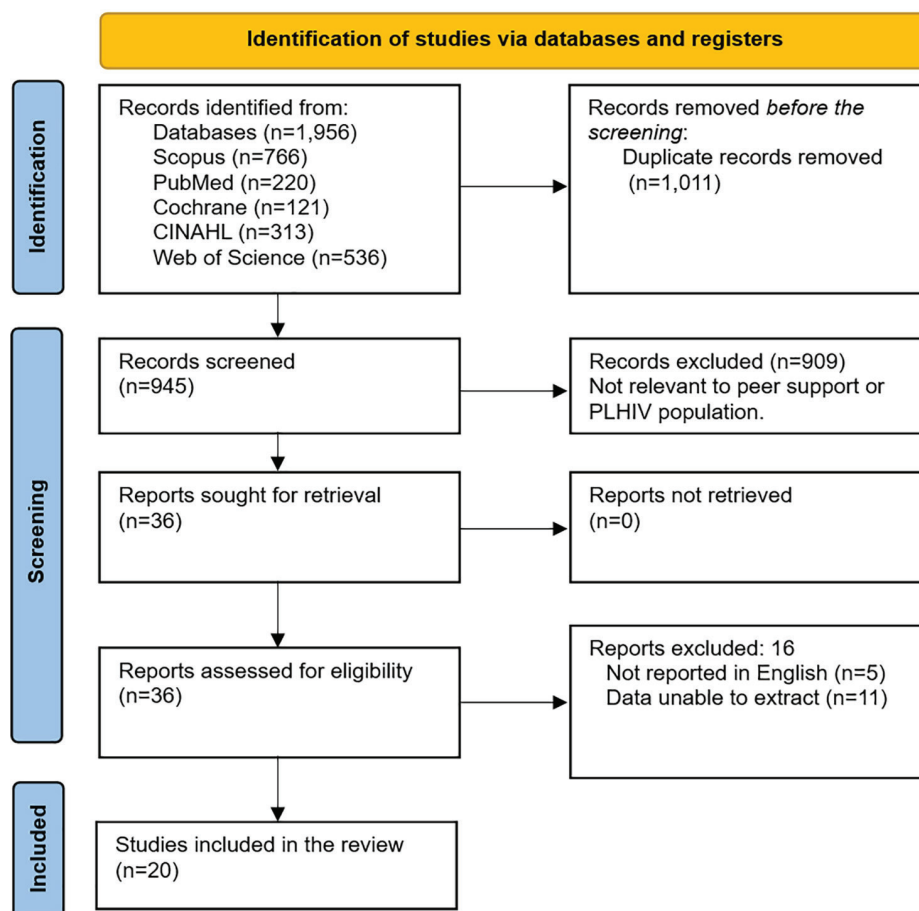 Identification of studies via databases and registers
Identification
Records identified from:
Databases (n=1,956)
Scopus (n=766)
PubMed (n=220)
Cochrane (n=121)
CINAHL (n=313)
Web of Science (n=536)
Records removed before the
screening:
Duplicate records removed
(n=1,011)
Screening
Records screened
(n=945)
Records excluded (n=909)
Not relevant to peer support or
PLHIV population.
Reports sought for retrieval
(n=36)
Reports not retrieved
(n=0)
Reports assessed for eligibility
(n=36)
Reports excluded: 16
Not reported in English (n=5)
Data unable to extract (n=11)
Included
Studies included in the review
(n=20)